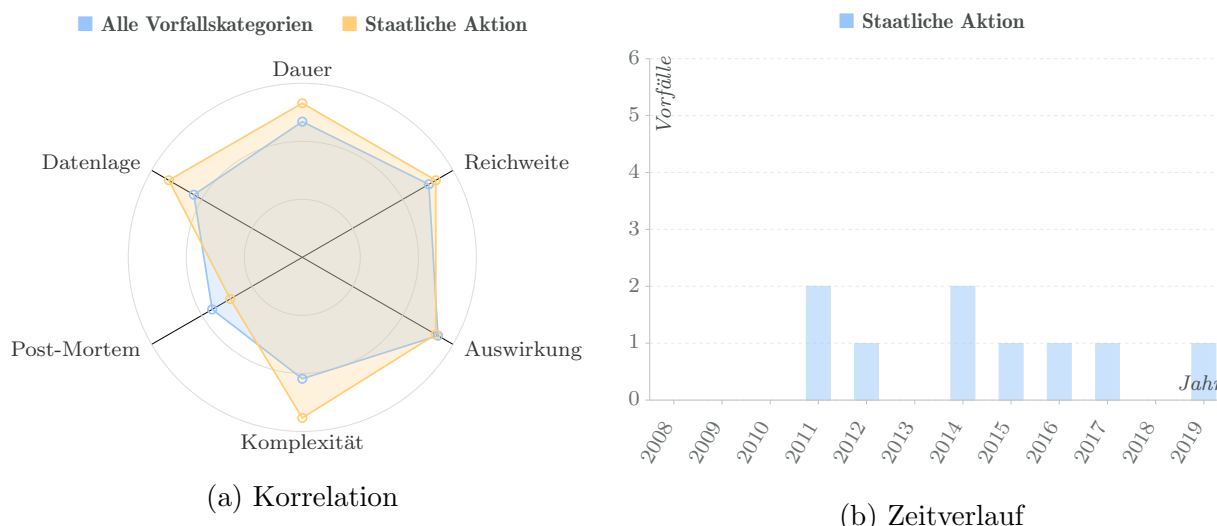 Alle Vorfallskategorien
Staatliche Aktion
Dauer
Datenlage
Reichweite
Post-Mortem
Auswirkung
Komplexität
(a) Korrelation
Staatliche Aktion
Vorfälle
6
5
4
3
2
1
0
Jahr
2008
2009
2010
2011
2012
2013
2014
2015
2016
2017
2018
2019
(b) Zeitverlauf